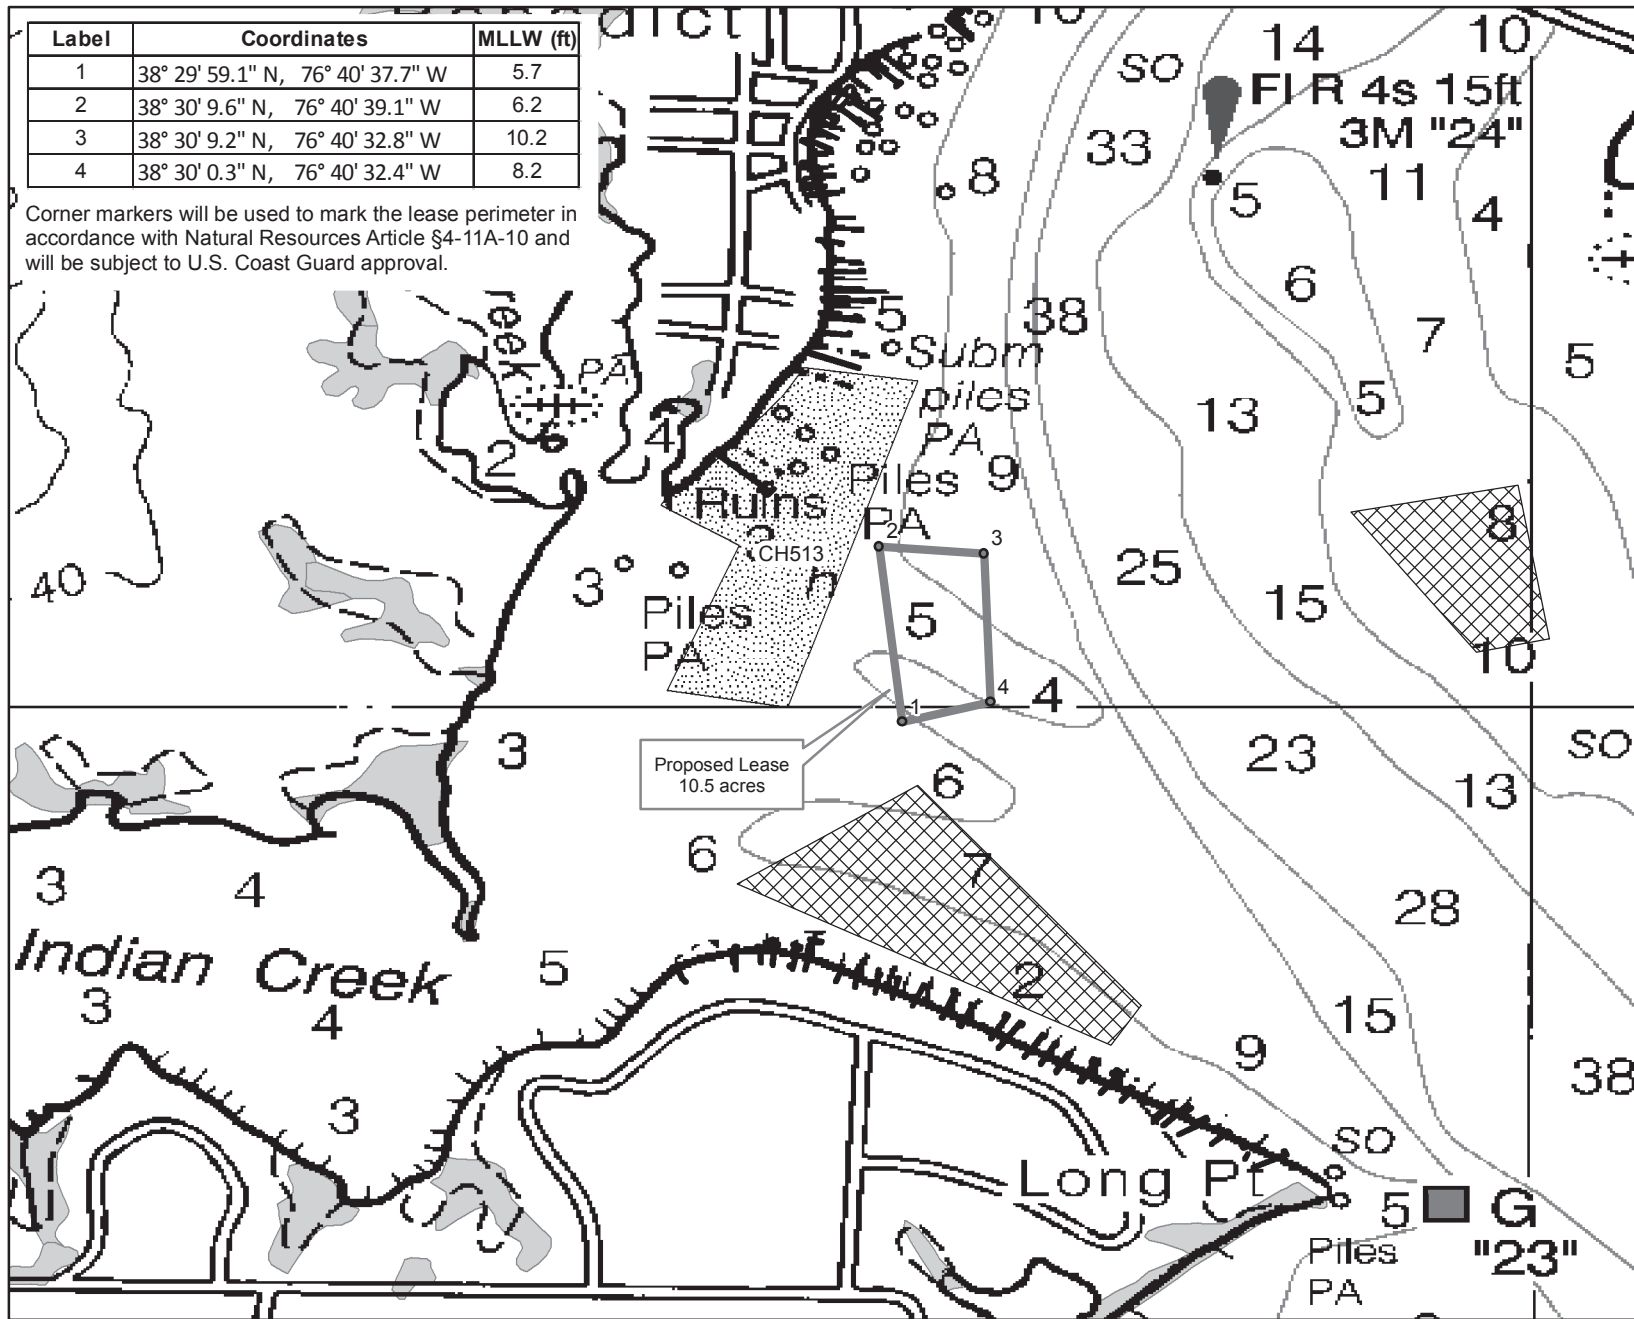 Label Coordinates MLLW (ft)
1 38° 29' 59.1" N, 76° 40' 37.7" W 5.7
2 38° 30' 9.6" N, 76° 40' 39.1" W 6.2
3 38° 30' 9.2" N, 76° 40' 32.8" W 10.2
4 38° 30' 0.3" N, 76° 40' 32.4" W 8.2
Corner markers will be used to mark the lease perimeter in
accordance with Natural Resources Article §4-11A-10 and
will be subject to U.S. Coast Guard approval.
so
14
10
Fl R 4s 15ft
3M "24"
33
8
5
11
4
6
5
38
7
5
reek
PA
Subm
piles
PA
13
5
2
4
9
Piles
PA
Ruins
8
2
3
CH513
n
25
15
40
3
5
Piles
PA
10
4
4
1
3
Proposed Lease
10.5 acres
23
so
6
13
6
7
3
4
28
Indian Creek
5
2
3
4
15
9
38
3
so
Long Pt
5
G
"23"
Piles
PA